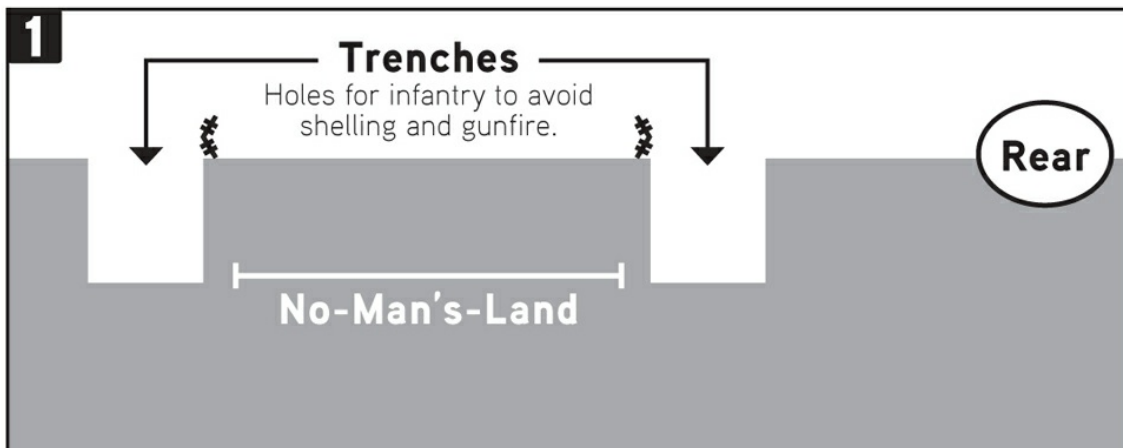 1
Trenches
Holes for infantry to avoid
shelling and gunfire.
Rear
No-Man's-Land